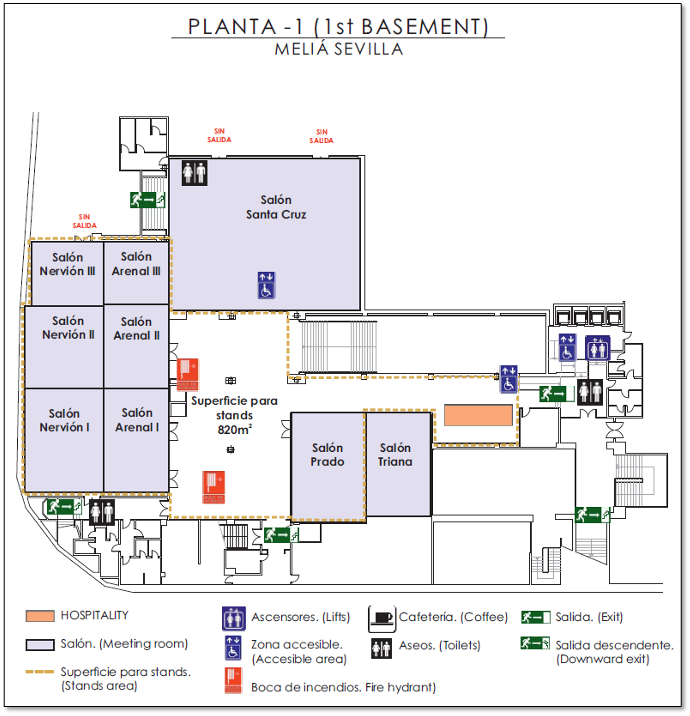 PLANTA -1 (1st BASEMENT)
MELIÁ SEVILLA
SIN
SALIDA
SIN
SALIDA
Salón
Santa Cruz
SIN
SALIDA
Salón
Nervión III
Salón
Arenal III
Salón
Nervión II
Salón
Arenal II
Superficie para
stands
820m²
Salón
Nervión I
Salón
Arenal I
Salón
Prado
Salón
Triana
HOSPITALITY
Salón. (Meeting room)
Superficie para stands.
(Stands area)
Ascensores. (Lifts)
Zona accesible.
(Accesible area)
Boca de incendios. Fire hydrant)
Cafetería. (Coffee)
Aseos. (Toilets)
Salida. (Exit)
Salida descendente.
(Downward exit)